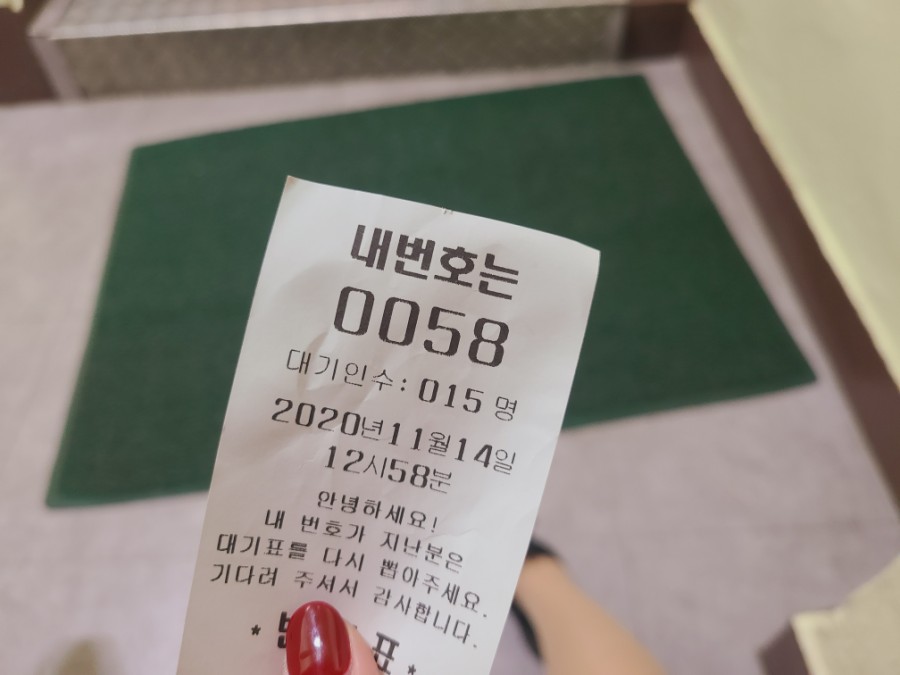 내번호는
0058
대기인수: 015 명
2020년11월14일
12시58분
안녕하세요!
내 번호가 지난분은
대기표를 다시 뽑아주세요.
기다려 주셔서 감사합니다.